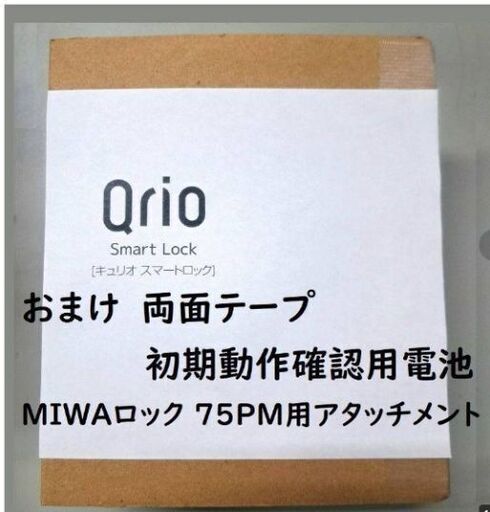 Qrio
Smart Lock
[キュリオ スマートロック]
おまけ 両面テープ
初期動作確認用電池
MIWAロック 75PM用アタッチメント